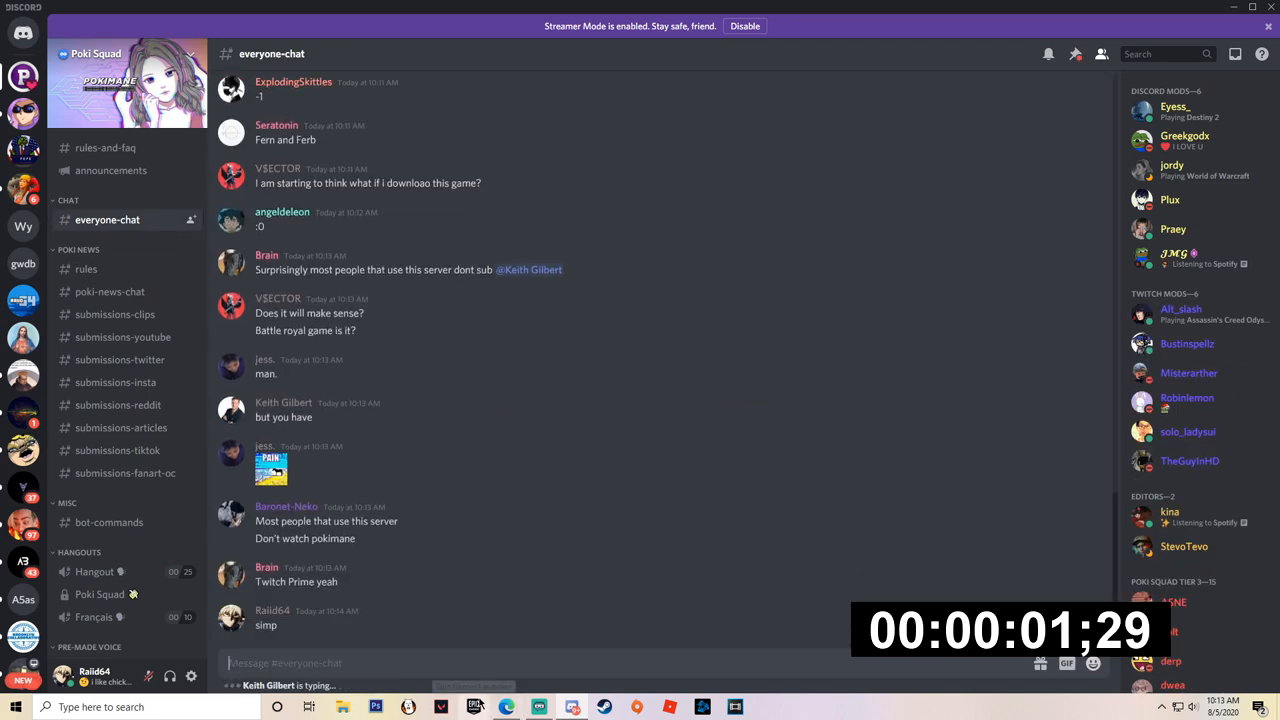 DISCORD
Streamer Mode is enabled. Stay safe, friend. Disable
Poki Squad
POKIMANE
rules-and-faq
announcements
CHAT
everyone-chat
POKI NEWS
rules
poki-news-chat
submissions-clips
submissions-youtube
submissions-twitter
submissions-insta
submissions-reddit
submissions-articles
submissions-tiktok
submissions-fanart-oc
MISC
bot-commands
HANGOUTS
Hangout 00 25
Poki Squad
Français 00 10
PRE-MADE VOICE
Raiid64
i like chick...
6
Wy
gwdb
1
37
97
43
A5as
NEW
everyone-chat
Search
ExplodingSkittles Today at 10:11 AM
-1
Seratonin Today at 10:11 AM
Fern and Ferb
V$ECTOR Today at 10:11 AM
I am starting to think what if i downloao this game?
angeldeleon Today at 10:12 AM
:0
Brain Today at 10:13 AM
Surprisingly most people that use this server dont sub @Keith Gilbert
V$ECTOR Today at 10:13 AM
Does it will make sense?
Battle royal game is it?
jess. Today at 10:13 AM
man.
Keith Gilbert Today at 10:13 AM
but you have
jess. Today at 10:13 AM
PAIN
Baronet-Neko Today at 10:13 AM
Most people that use this server
Don't watch pokimane
Brain Today at 10:13 AM
Twitch Prime yeah
Raiid64 Today at 10:14 AM
simp
Message #everyone-chat
GIF
Keith Gilbert is typing...
DISCORD MODS—6
Eyess_
Playing Destiny 2
Greekgodx
I LOVE U
jordy
Playing World of Warcraft
Plux
Praey
J.M.G
Listening to Spotify
TWITCH MODS—6
Alt_slash
Playing Assassin's Creed Odys...
Bustinspellz
Misterarther
Robinlemon
solo_ladysui
TheGuyInHD
EDITORS—2
kina
Listening to Spotify
StevoTevo
POKI SQUAD TIER 3—15
derp
dwea
00:00:01;29
Type here to search
Ps
EPIC
10:13 AM
8/5/2020
2